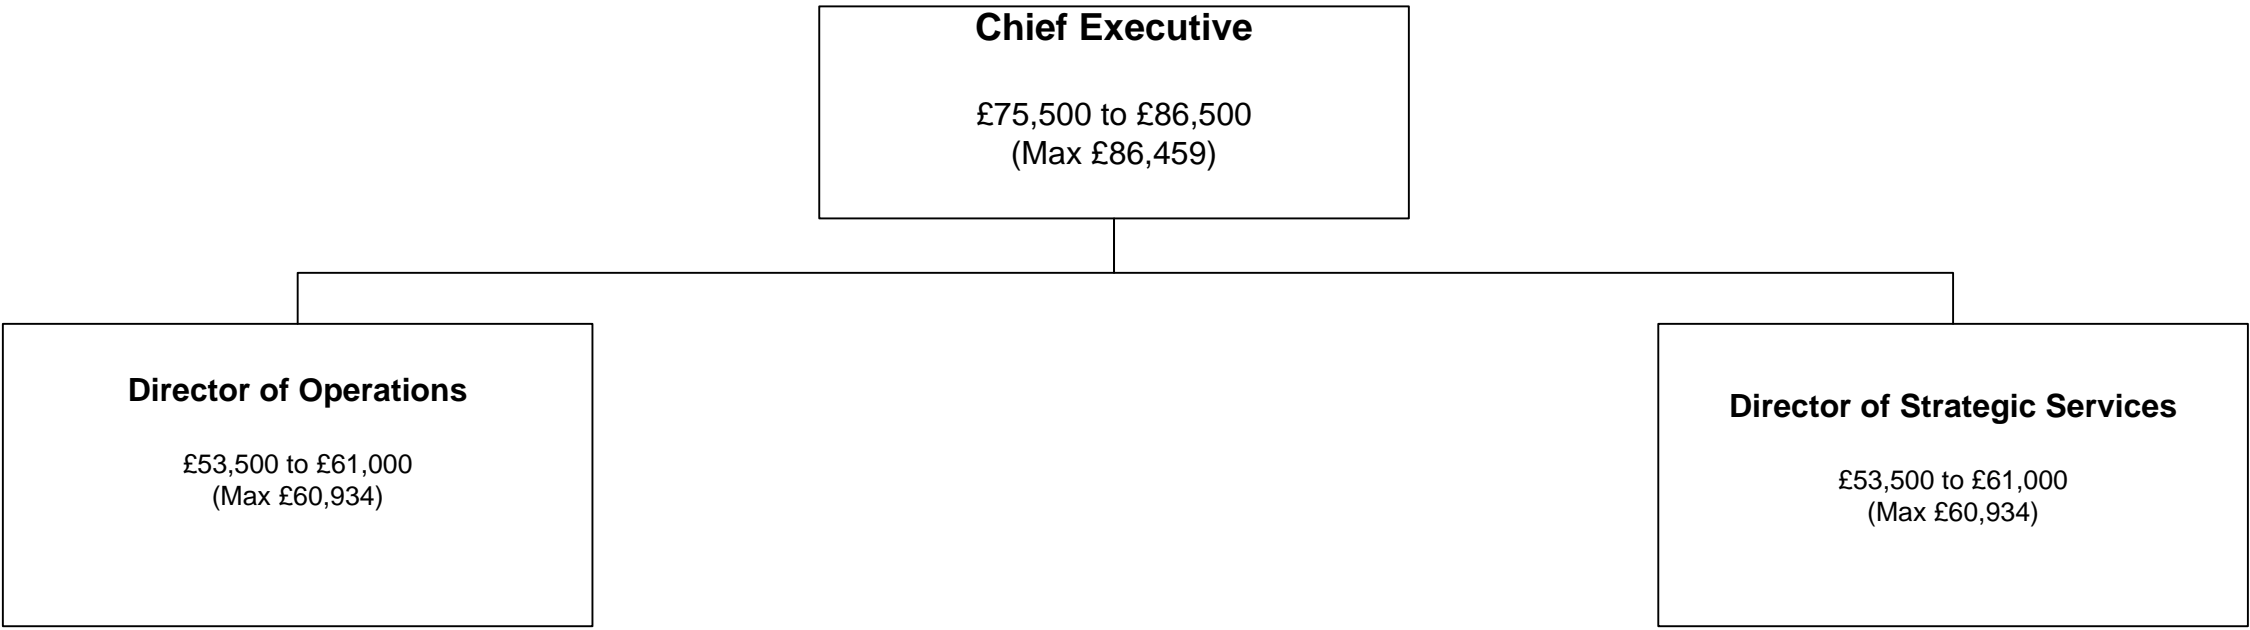 Chief Executive
£75,500 to £86,500
(Max £86,459)
Director of Operations
£53,500 to £61,000
(Max £60,934)
Director of Strategic Services
£53,500 to £61,000
(Max £60,934)